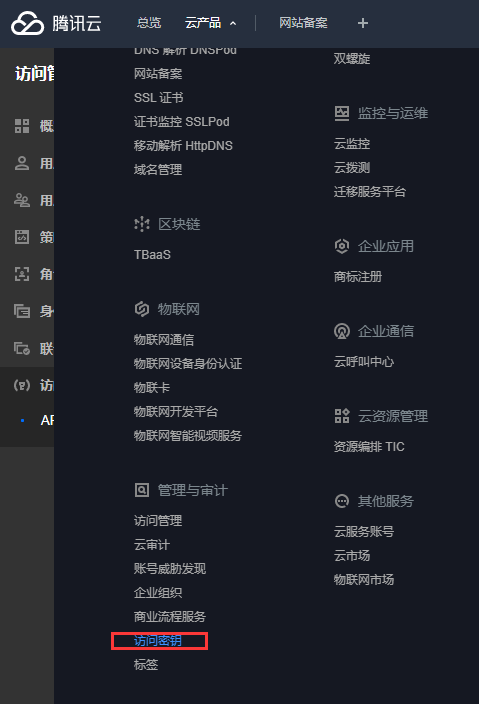 腾讯云 总览 云产品 网站备案
访问管
概
用
用
策
角
身
联
访
AP
DNS 解析 DNSPod
网站备案
SSL 证书
证书监控 SSLPod
移动解析 HttpDNS
域名管理
区块链
TBaaS
物联网
物联网通信
物联网设备身份认证
物联卡
物联网开发平台
物联网智能视频服务
管理与审计
访问管理
云审计
账号威胁发现
企业组织
商业流程服务
访问密钥
标签
双螺旋
监控与运维
云监控
云拨测
迁移服务平台
企业应用
商标注册
企业通信
云呼叫中心
云资源管理
资源编排 TIC
其他服务
云服务账号
云市场
物联网市场